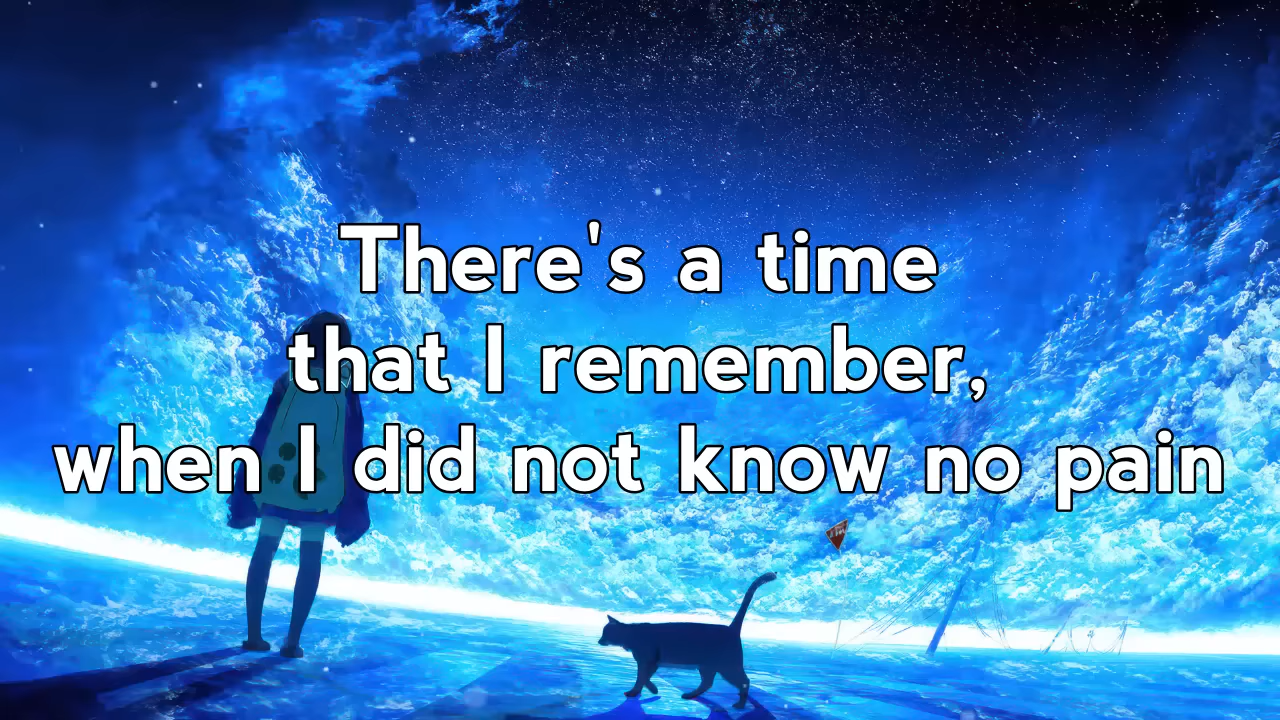 There's a time
that I remember,
when I did not know no pain